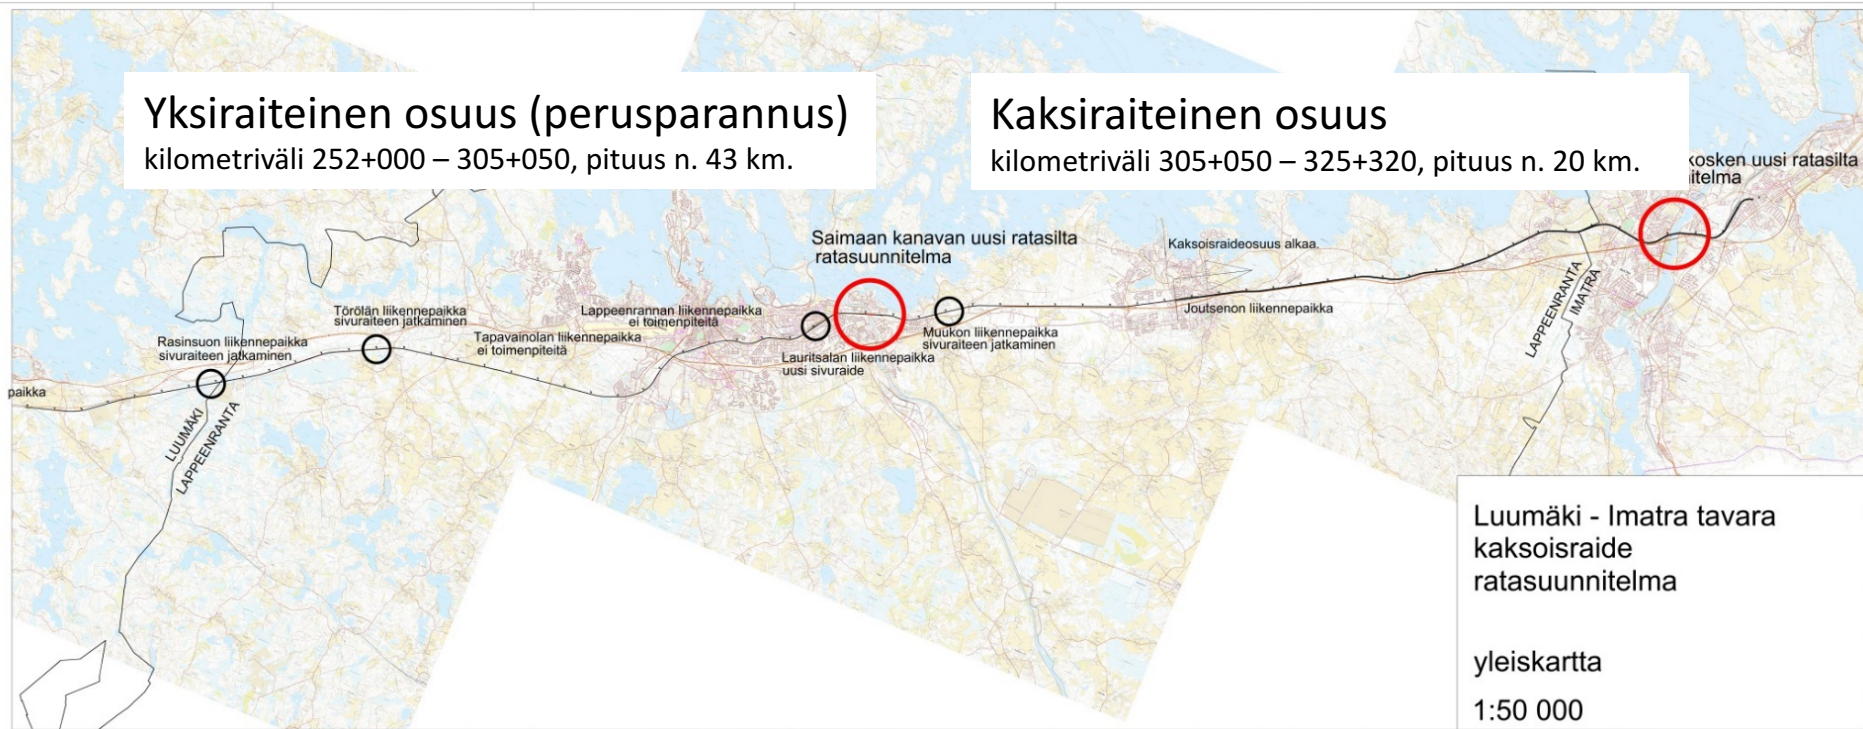 Yksiraiteinen osuus (perusparannus)
kilometriväli 252+000 – 305+050, pituus n. 43 km.
Kaksiraiteinen osuus
kilometriväli 305+050 – 325+320, pituus n. 20 km.
kosken uusi ratasilta
itelma
Saimaan kanavan uusi ratasilta
ratasuunnitelma
Kaksoisraideosuus alkaa.
Törölän liikennepaikka
sivuraiteen jatkaminen
Lappeenrannan liikennepaikka
ei toimenpiteitä
Joutsenon liikennepaikka
Rasinsuon liikennepaikka
sivuraiteen jatkaminen
Tapavainolan liikennepaikka
ei toimenpiteitä
Muukon liikennepaikka
sivuraiteen jatkaminen
Lauritsalan liikennepaikka
uusi sivuraide
paikka
LUUMÄKI
LAPPEENRANTA
LAPPEENRANTA
IMATRA
Luumäki - Imatra tavara
kaksoisraide
ratasuunnitelma
yleiskartta
1:50 000